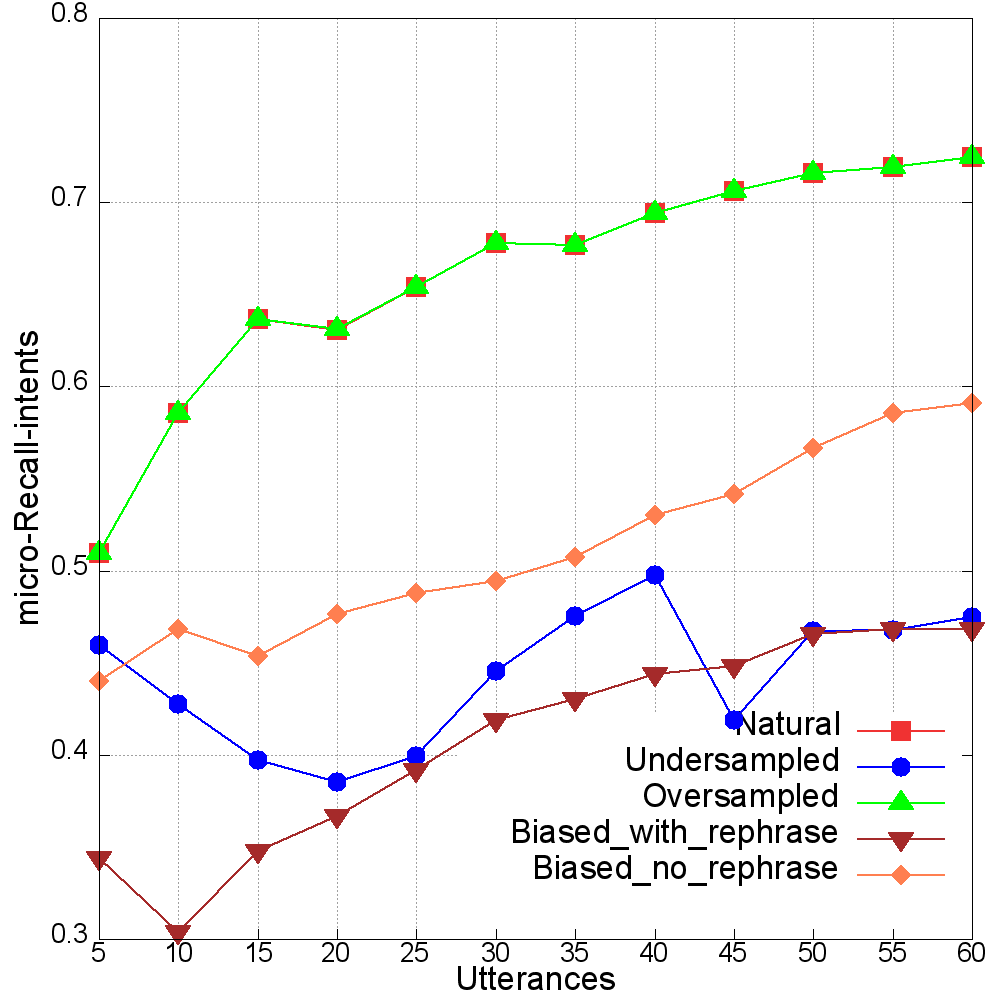 0.8
0.7
0.6
0.5
0.4
0.3
micro-Recall-intents
5 10 15 20 25 30 35 40 45 50 55 60
Utterances
Natural
Undersampled
Oversampled
Biased_with_rephrase
Biased_no_rephrase